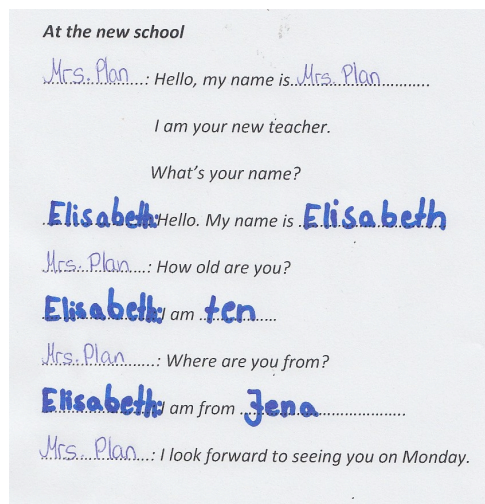 At the new school
Mrs. Plan: Hello, my name is Mrs. Plan
I am your new teacher.
What's your name?
Elisabeth: Hello. My name is Elisabeth
Mrs. Plan: How old are you?
Elisabeth: I am ten
Mrs. Plan: Where are you from?
Elisabeth: I am from Jena
Mrs. Plan: I look forward to seeing you on Monday.